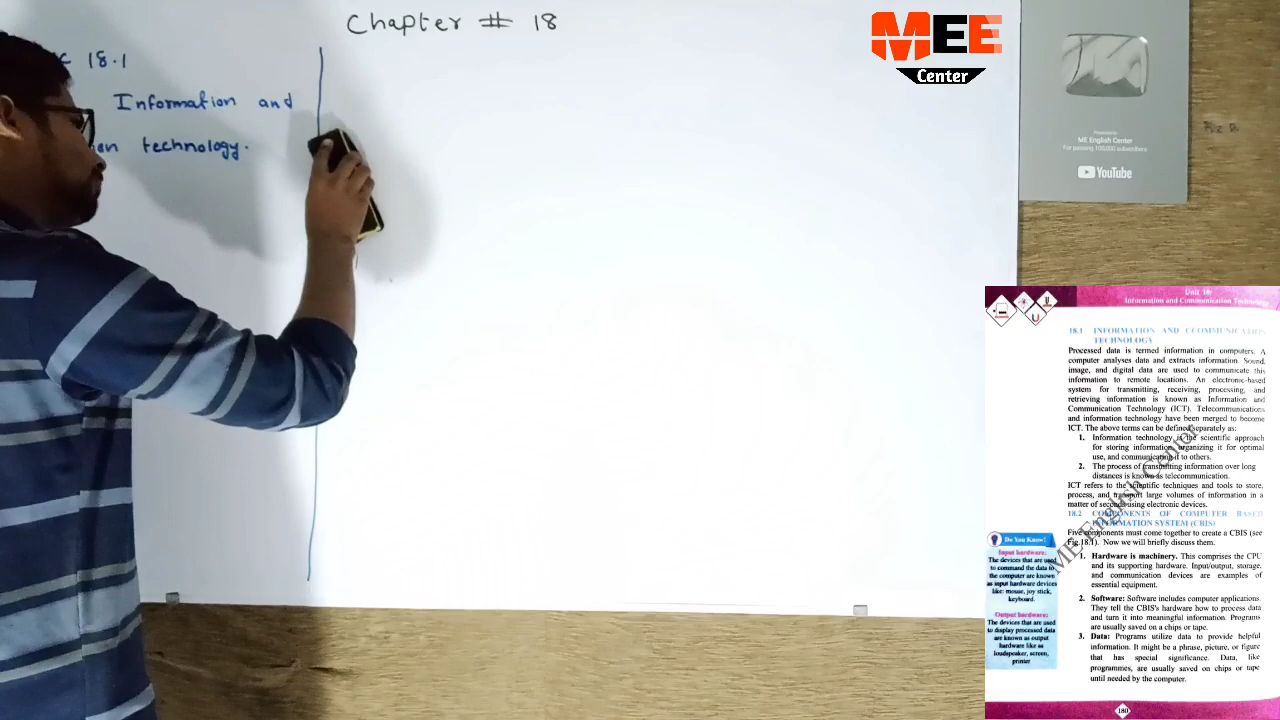 Chapter # 18
18.1
Information and
technology.
MEE
Center
Presented to
ME English Center
For passing 100,000 subscribers
YouTube
Unit 18:
Information and Communication Technology
18.1 INFORMATION AND CCOMMUNICATION
TECHNOLOGY
Processed data is termed information in computers. A
computer analyses data and extracts information. Sound,
image, and digital data are used to communicate this
information to remote locations. An electronic-based
system for transmitting, receiving, processing, and
retrieving information is known as Information and
Communication Technology (ICT). Telecommunications
and information technology have been merged to become
ICT. The above terms can be defined separately as:
1. Information technology is the scientific approach
for storing information, organizing it for optimal
use, and communicating it to others.
2. The process of transmitting information over long
distances is known as telecommunication.
ICT refers to the scientific techniques and tools to store,
process, and transport large volumes of information in a
matter of seconds using electronic devices.
18.2 COMPONENTS OF COMPUTER BASED
INFORMATION SYSTEM (CBIS)
Five components must come together to create a CBIS (see
Fig.18.1). Now we will briefly discuss them.
1. Hardware is machinery. This comprises the CPU
and its supporting hardware. Input/output, storage,
and communication devices are examples of
essential equipment.
2. Software: Software includes computer applications.
They tell the CBIS's hardware how to process data
and turn it into meaningful information. Programs
are usually saved on a chips or tape.
3. Data: Programs utilize data to provide helpful
information. It might be a phrase, picture, or figure
that has special significance. Data, like
programmes, are usually saved on chips or tape
until needed by the computer.
Do You Know!
Input hardware:
The devices that are used
to command the data to
the computer are known
as input hardware devices
like: mouse, joy stick,
keyboard.
Output hardware:
The devices that are used
to display processed data
are known as output
hardware like as
loudspeaker, screen,
printer
ME English Center
180